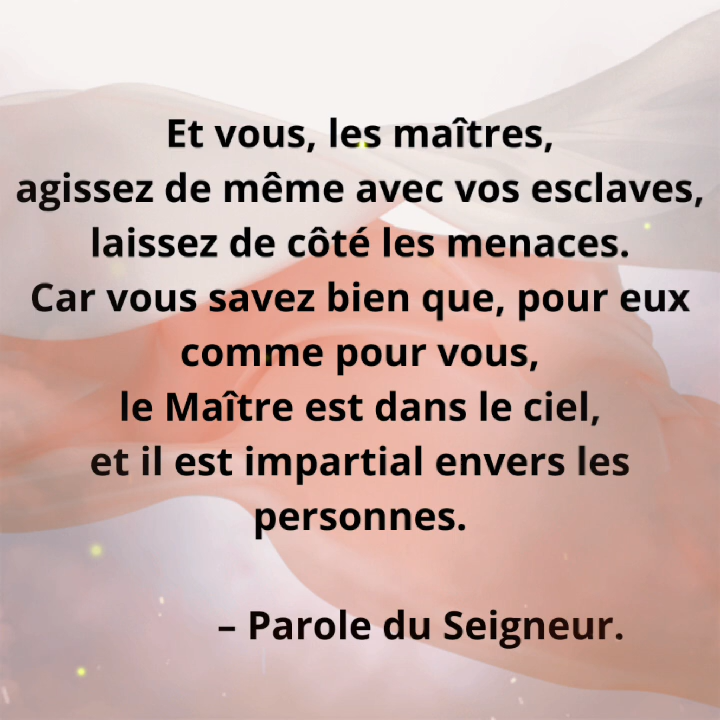 Et vous, les maîtres,
agissez de même avec vos esclaves,
laissez de côté les menaces.
Car vous savez bien que, pour eux
comme pour vous,
le Maître est dans le ciel,
et il est impartial envers les
personnes.
– Parole du Seigneur.